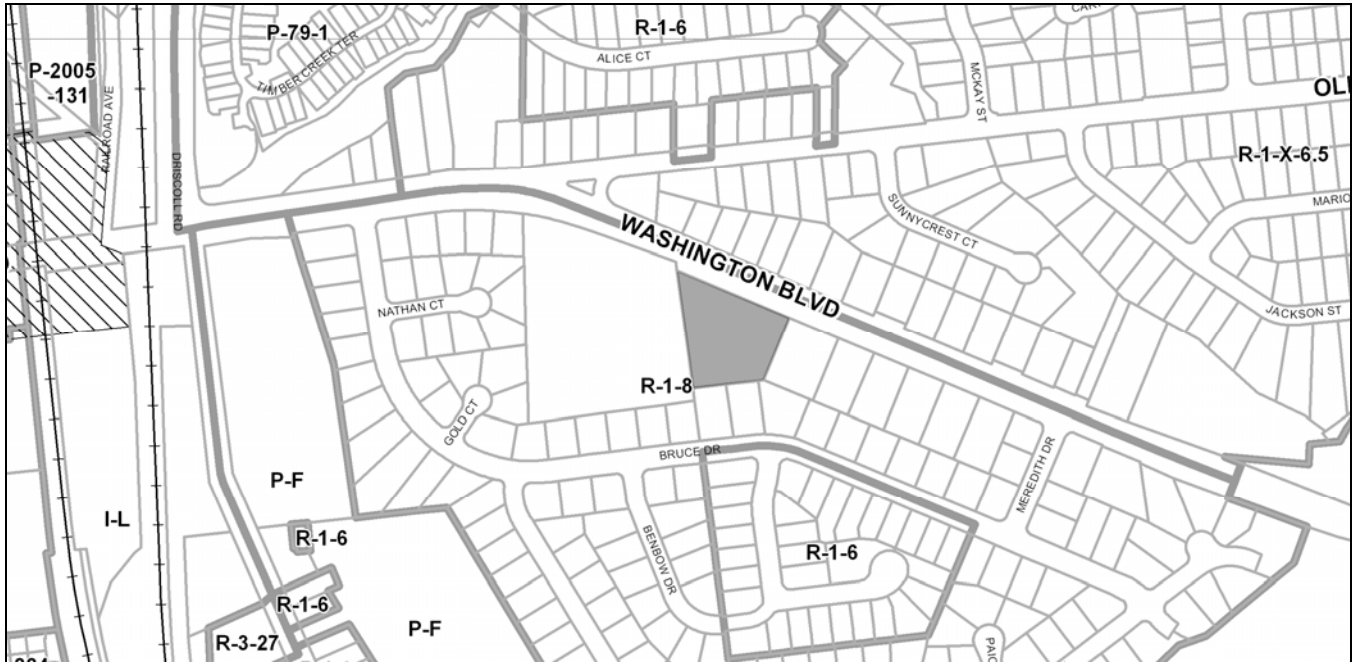 P-79-1
R-1-6
ALICE CT
TIMBER CREEK TER
P-2005
-131
RAILROAD AVE
MCKAY ST
DRISCOLL RD
R-1-X-6.5
SUNNYCREST CT
WASHINGTON BLVD
NATHAN CT
JACKSON ST
R-1-8
GOLD CT
BRUCE DR
MEREDITH DR
P-F
I-L
R-1-6
BENBOW DR
R-1-6
R-1-6
P-F
R-3-27